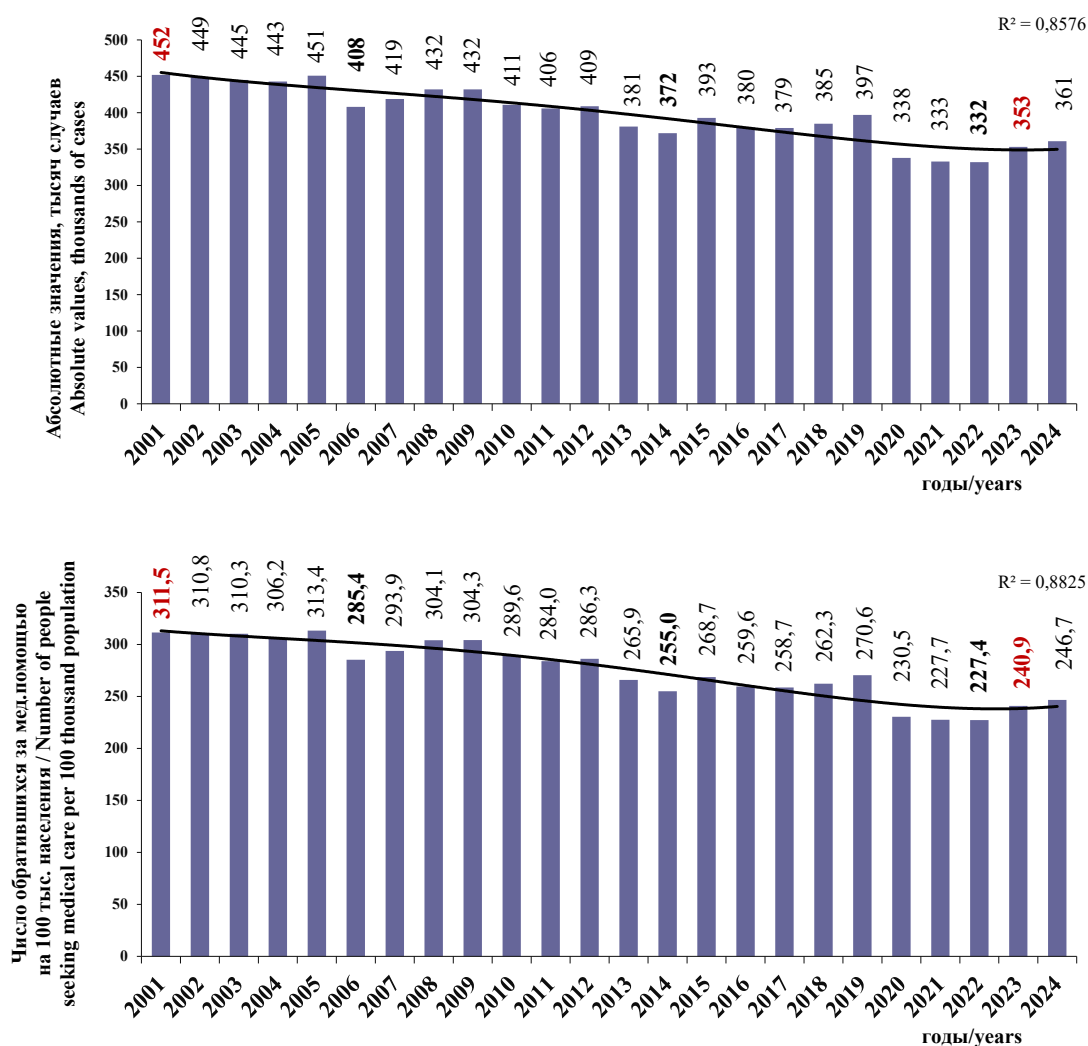 R² = 0,8576
452 449 445 443 451 408 419 432 432 411 406 409 381 372 393 380 379 385 397 338 333 332 353 361
Абсолютные значения, тысяч случаев
Absolute values, thousands of cases
500
450
400
350
300
250
200
150
100
50
0
2001 2002 2003 2004 2005 2006 2007 2008 2009 2010 2011 2012 2013 2014 2015 2016 2017 2018 2019 2020 2021 2022 2023 2024
годы/years
R² = 0,8825
311,5 310,8 310,3 306,2 313,4 285,4 293,9 304,1 304,3 289,6 284,0 286,3 265,9 255,0 268,7 259,6 258,7 262,3 270,6 230,5 227,7 227,4 240,9 246,7
Число обратившихся за мед.помощью
на 100 тыс. населения / Number of people
seeking medical care per 100 thousand population
350
300
250
200
150
100
50
0
2001 2002 2003 2004 2005 2006 2007 2008 2009 2010 2011 2012 2013 2014 2015 2016 2017 2018 2019 2020 2021 2022 2023 2024
годы/years